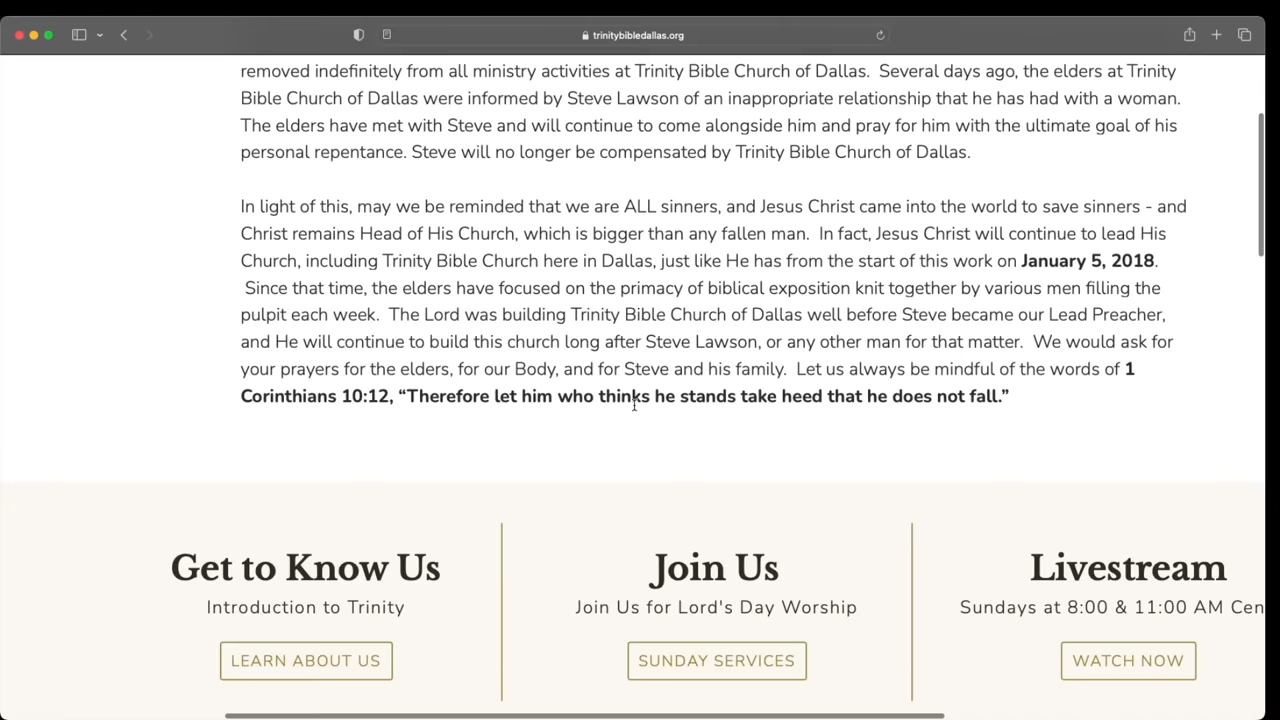 trinitybibledallas.org
removed indefinitely from all ministry activities at Trinity Bible Church of Dallas.  Several days ago, the elders at Trinity
Bible Church of Dallas were informed by Steve Lawson of an inappropriate relationship that he has had with a woman.
The elders have met with Steve and will continue to come alongside him and pray for him with the ultimate goal of his
personal repentance. Steve will no longer be compensated by Trinity Bible Church of Dallas.
In light of this, may we be reminded that we are ALL sinners, and Jesus Christ came into the world to save sinners - and
Christ remains Head of His Church, which is bigger than any fallen man.  In fact, Jesus Christ will continue to lead His
Church, including Trinity Bible Church here in Dallas, just like He has from the start of this work on January 5, 2018.
Since that time, the elders have focused on the primacy of biblical exposition knit together by various men filling the
pulpit each week.  The Lord was building Trinity Bible Church of Dallas well before Steve became our Lead Preacher,
and He will continue to build this church long after Steve Lawson, or any other man for that matter.  We would ask for
your prayers for the elders, for our Body, and for Steve and his family.  Let us always be mindful of the words of 1
Corinthians 10:12, “Therefore let him who thinks he stands take heed that he does not fall.”
Get to Know Us
Introduction to Trinity
LEARN ABOUT US
Join Us
Join Us for Lord's Day Worship
SUNDAY SERVICES
Livestream
Sundays at 8:00 & 11:00 AM Cen
WATCH NOW